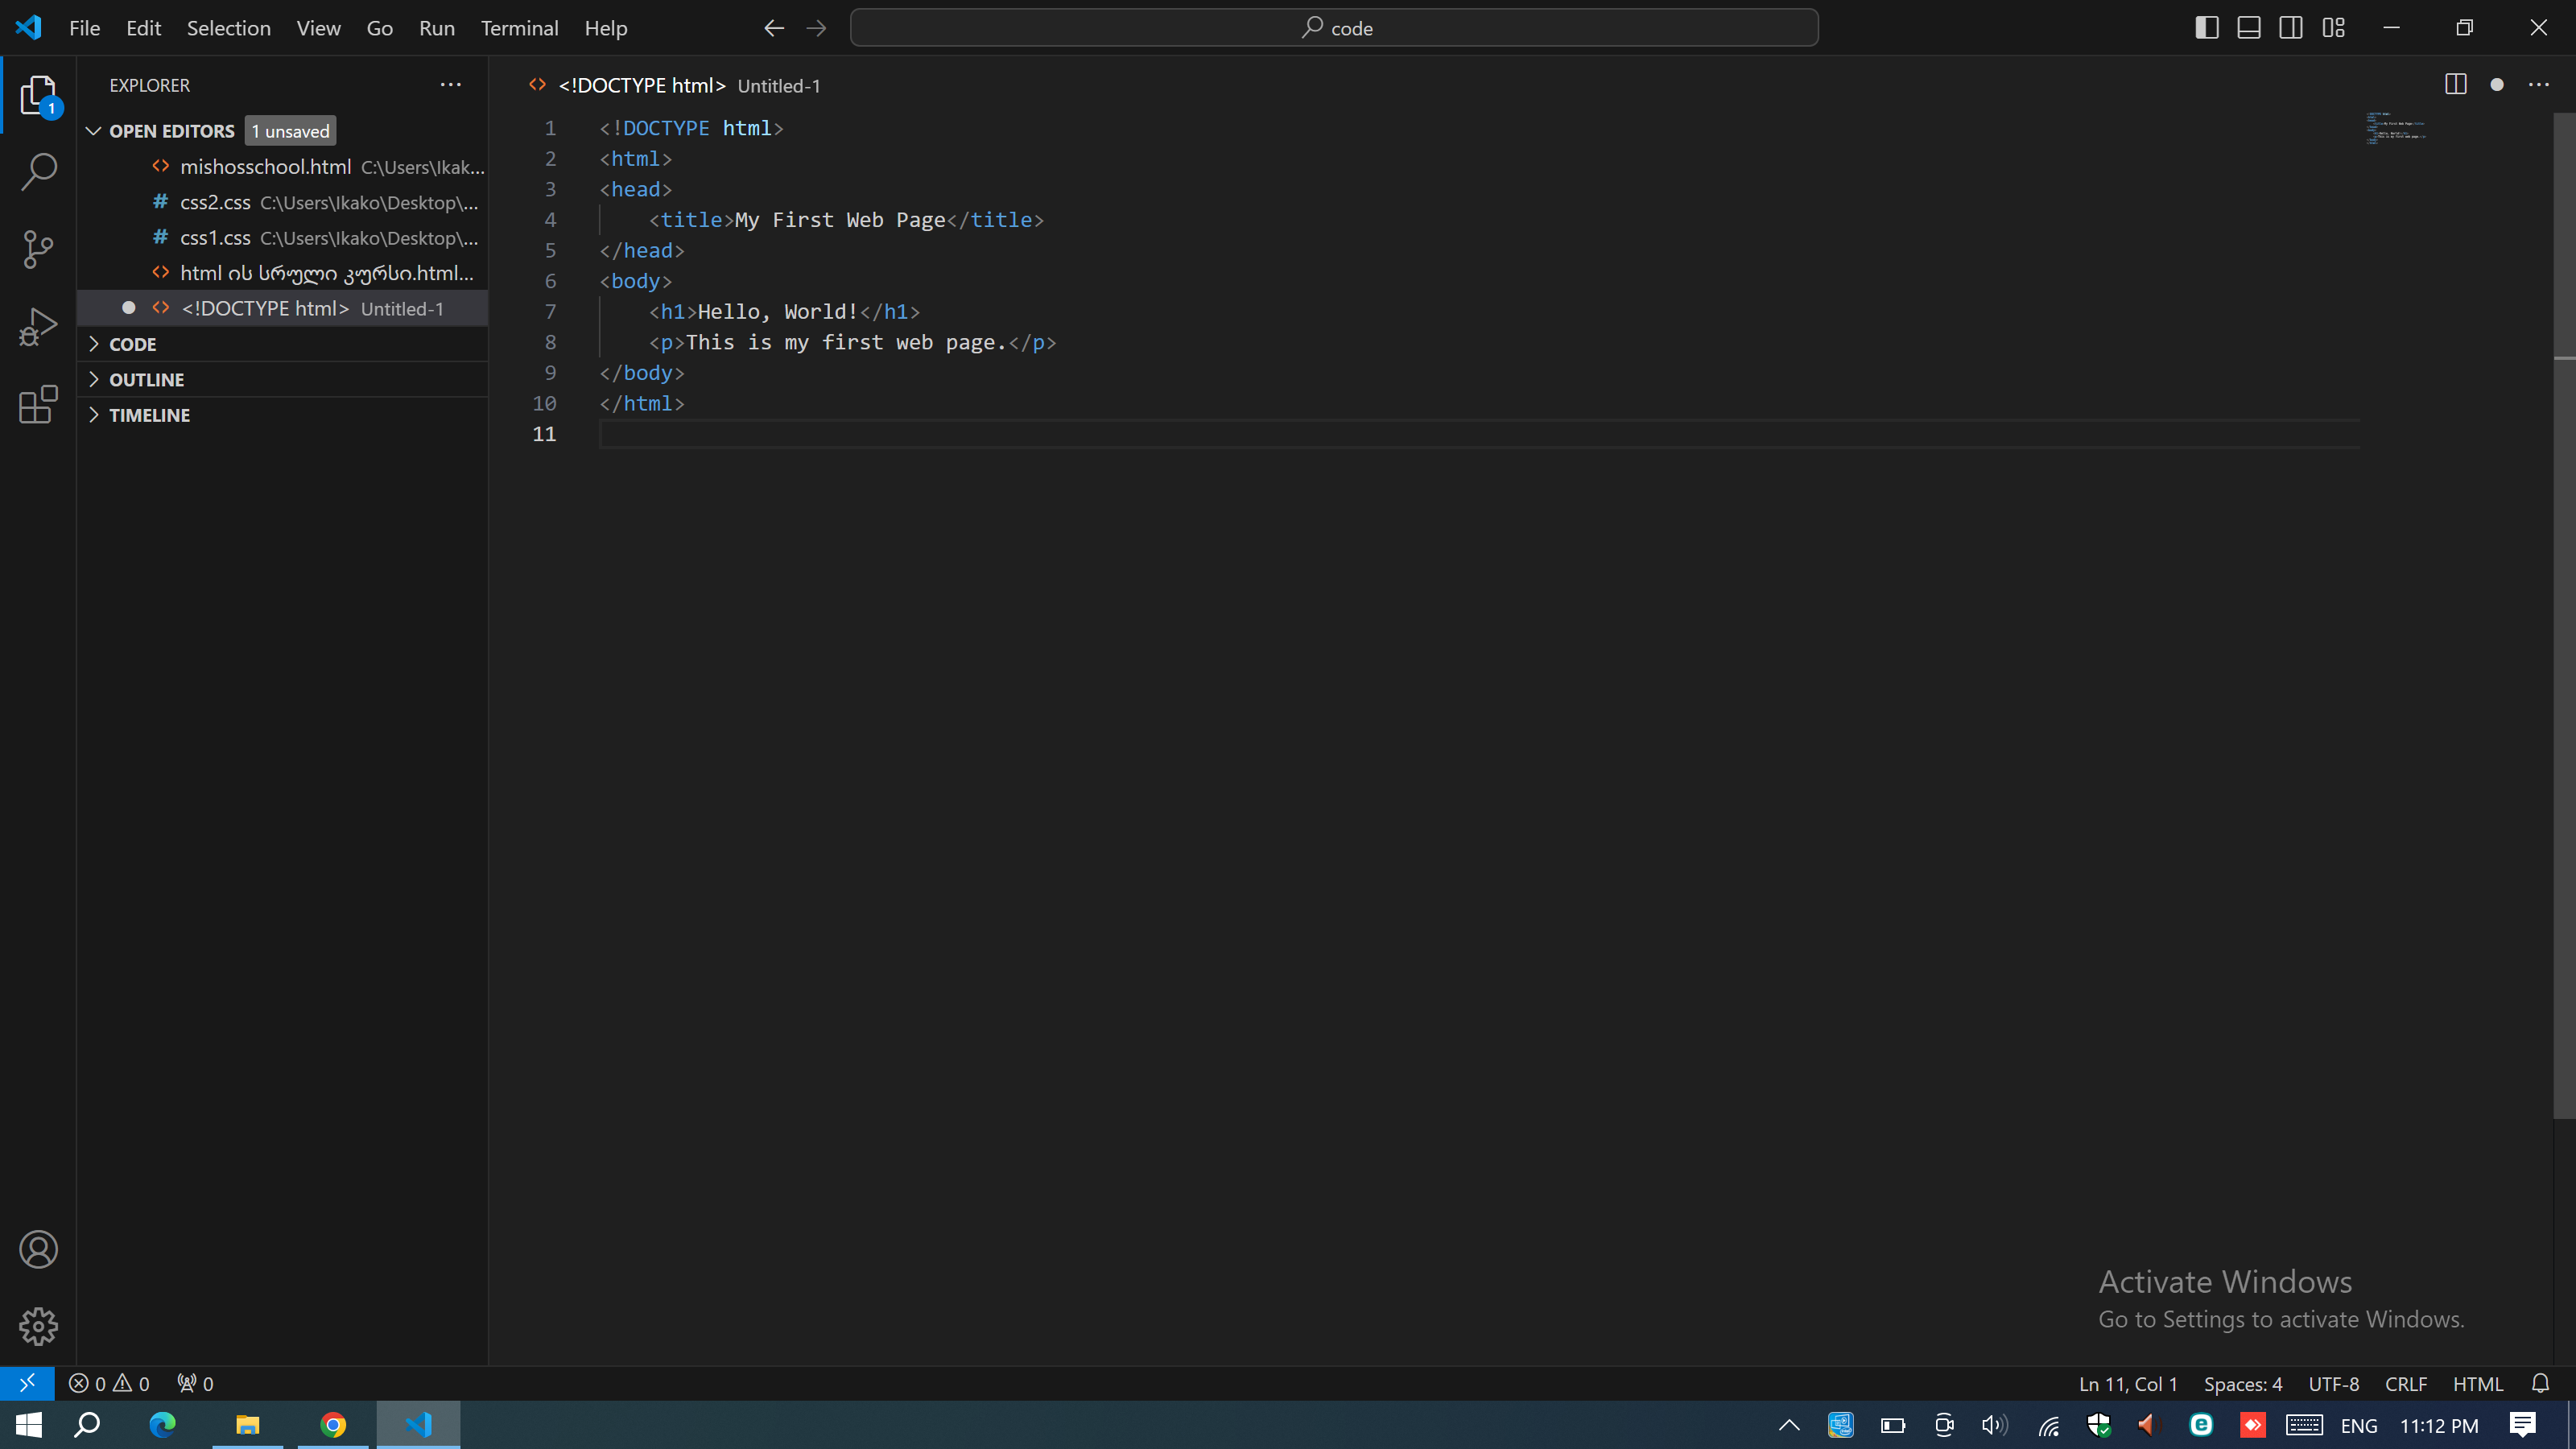 File Edit Selection View Go Run Terminal Help
code
EXPLORER
OPEN EDITORS 1 unsaved
mishosschool.html C:\Users\Ikak...
css2.css C:\Users\Ikako\Desktop\...
css1.css C:\Users\Ikako\Desktop\...
html ის სრული კურსი.html...
<!DOCTYPE html> Untitled-1
CODE
OUTLINE
TIMELINE
1
<!DOCTYPE html> Untitled-1
1 <!DOCTYPE html>
2 <html>
3 <head>
4     <title>My First Web Page</title>
5 </head>
6 <body>
7     <h1>Hello, World!</h1>
8     <p>This is my first web page.</p>
9 </body>
10 </html>
11
Activate Windows
Go to Settings to activate Windows.
0 0 0
Ln 11, Col 1 Spaces: 4 UTF-8 CRLF HTML
ENG 11:12 PM